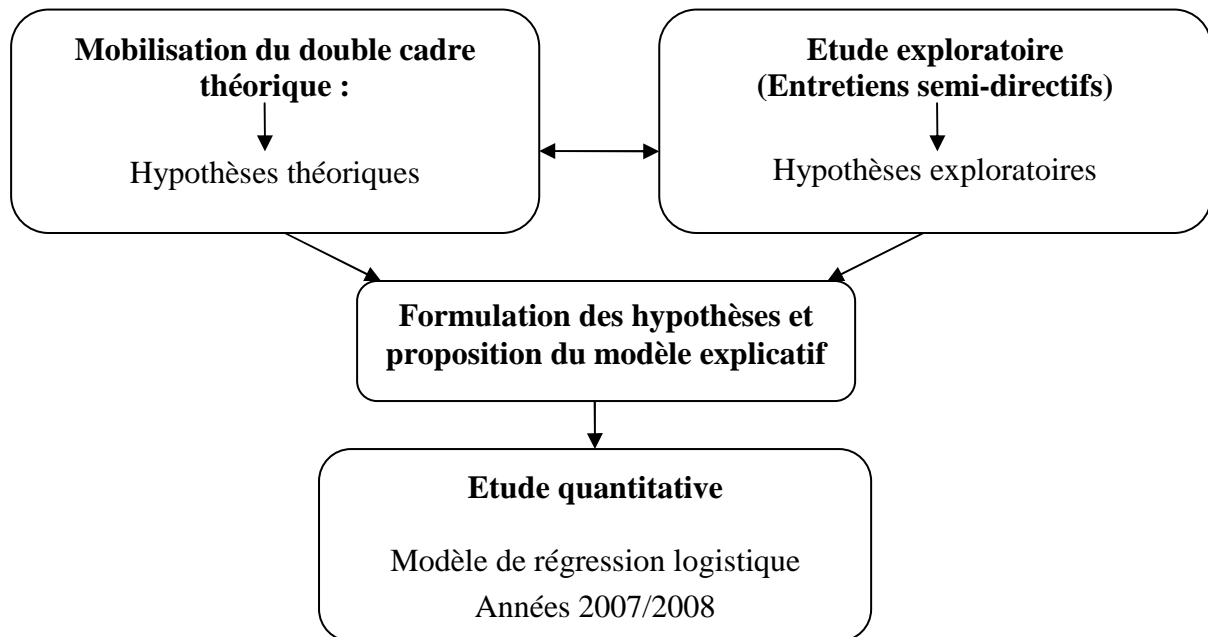 Mobilisation du double cadre
théorique :
Hypothèses théoriques
Etude exploratoire
(Entretiens semi-directifs)
Hypothèses exploratoires
Formulation des hypothèses et
proposition du modèle explicatif
Etude quantitative
Modèle de régression logistique
Années 2007/2008